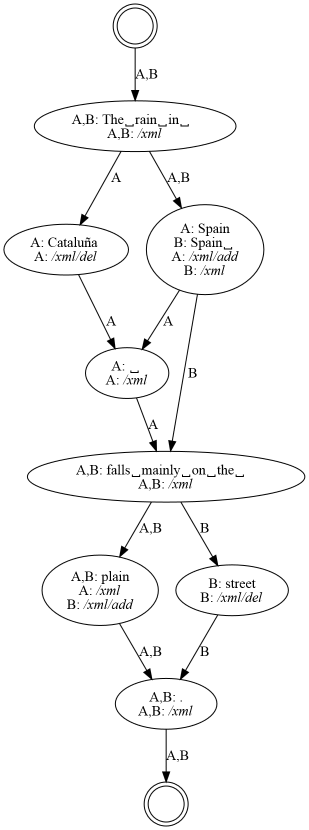 A,B
A,B: The␣rain␣in␣
A,B: /xml
A
A,B
A: Cataluña
A: /xml/del
A: Spain
B: Spain␣
A: /xml/add
B: /xml
A
A
B
A: ␣
A: /xml
A
A,B: falls␣mainly␣on␣the␣
A,B: /xml
A,B
B
A,B: plain
A: /xml
B: /xml/add
B: street
B: /xml/del
A,B
B
A,B: .
A,B: /xml
A,B